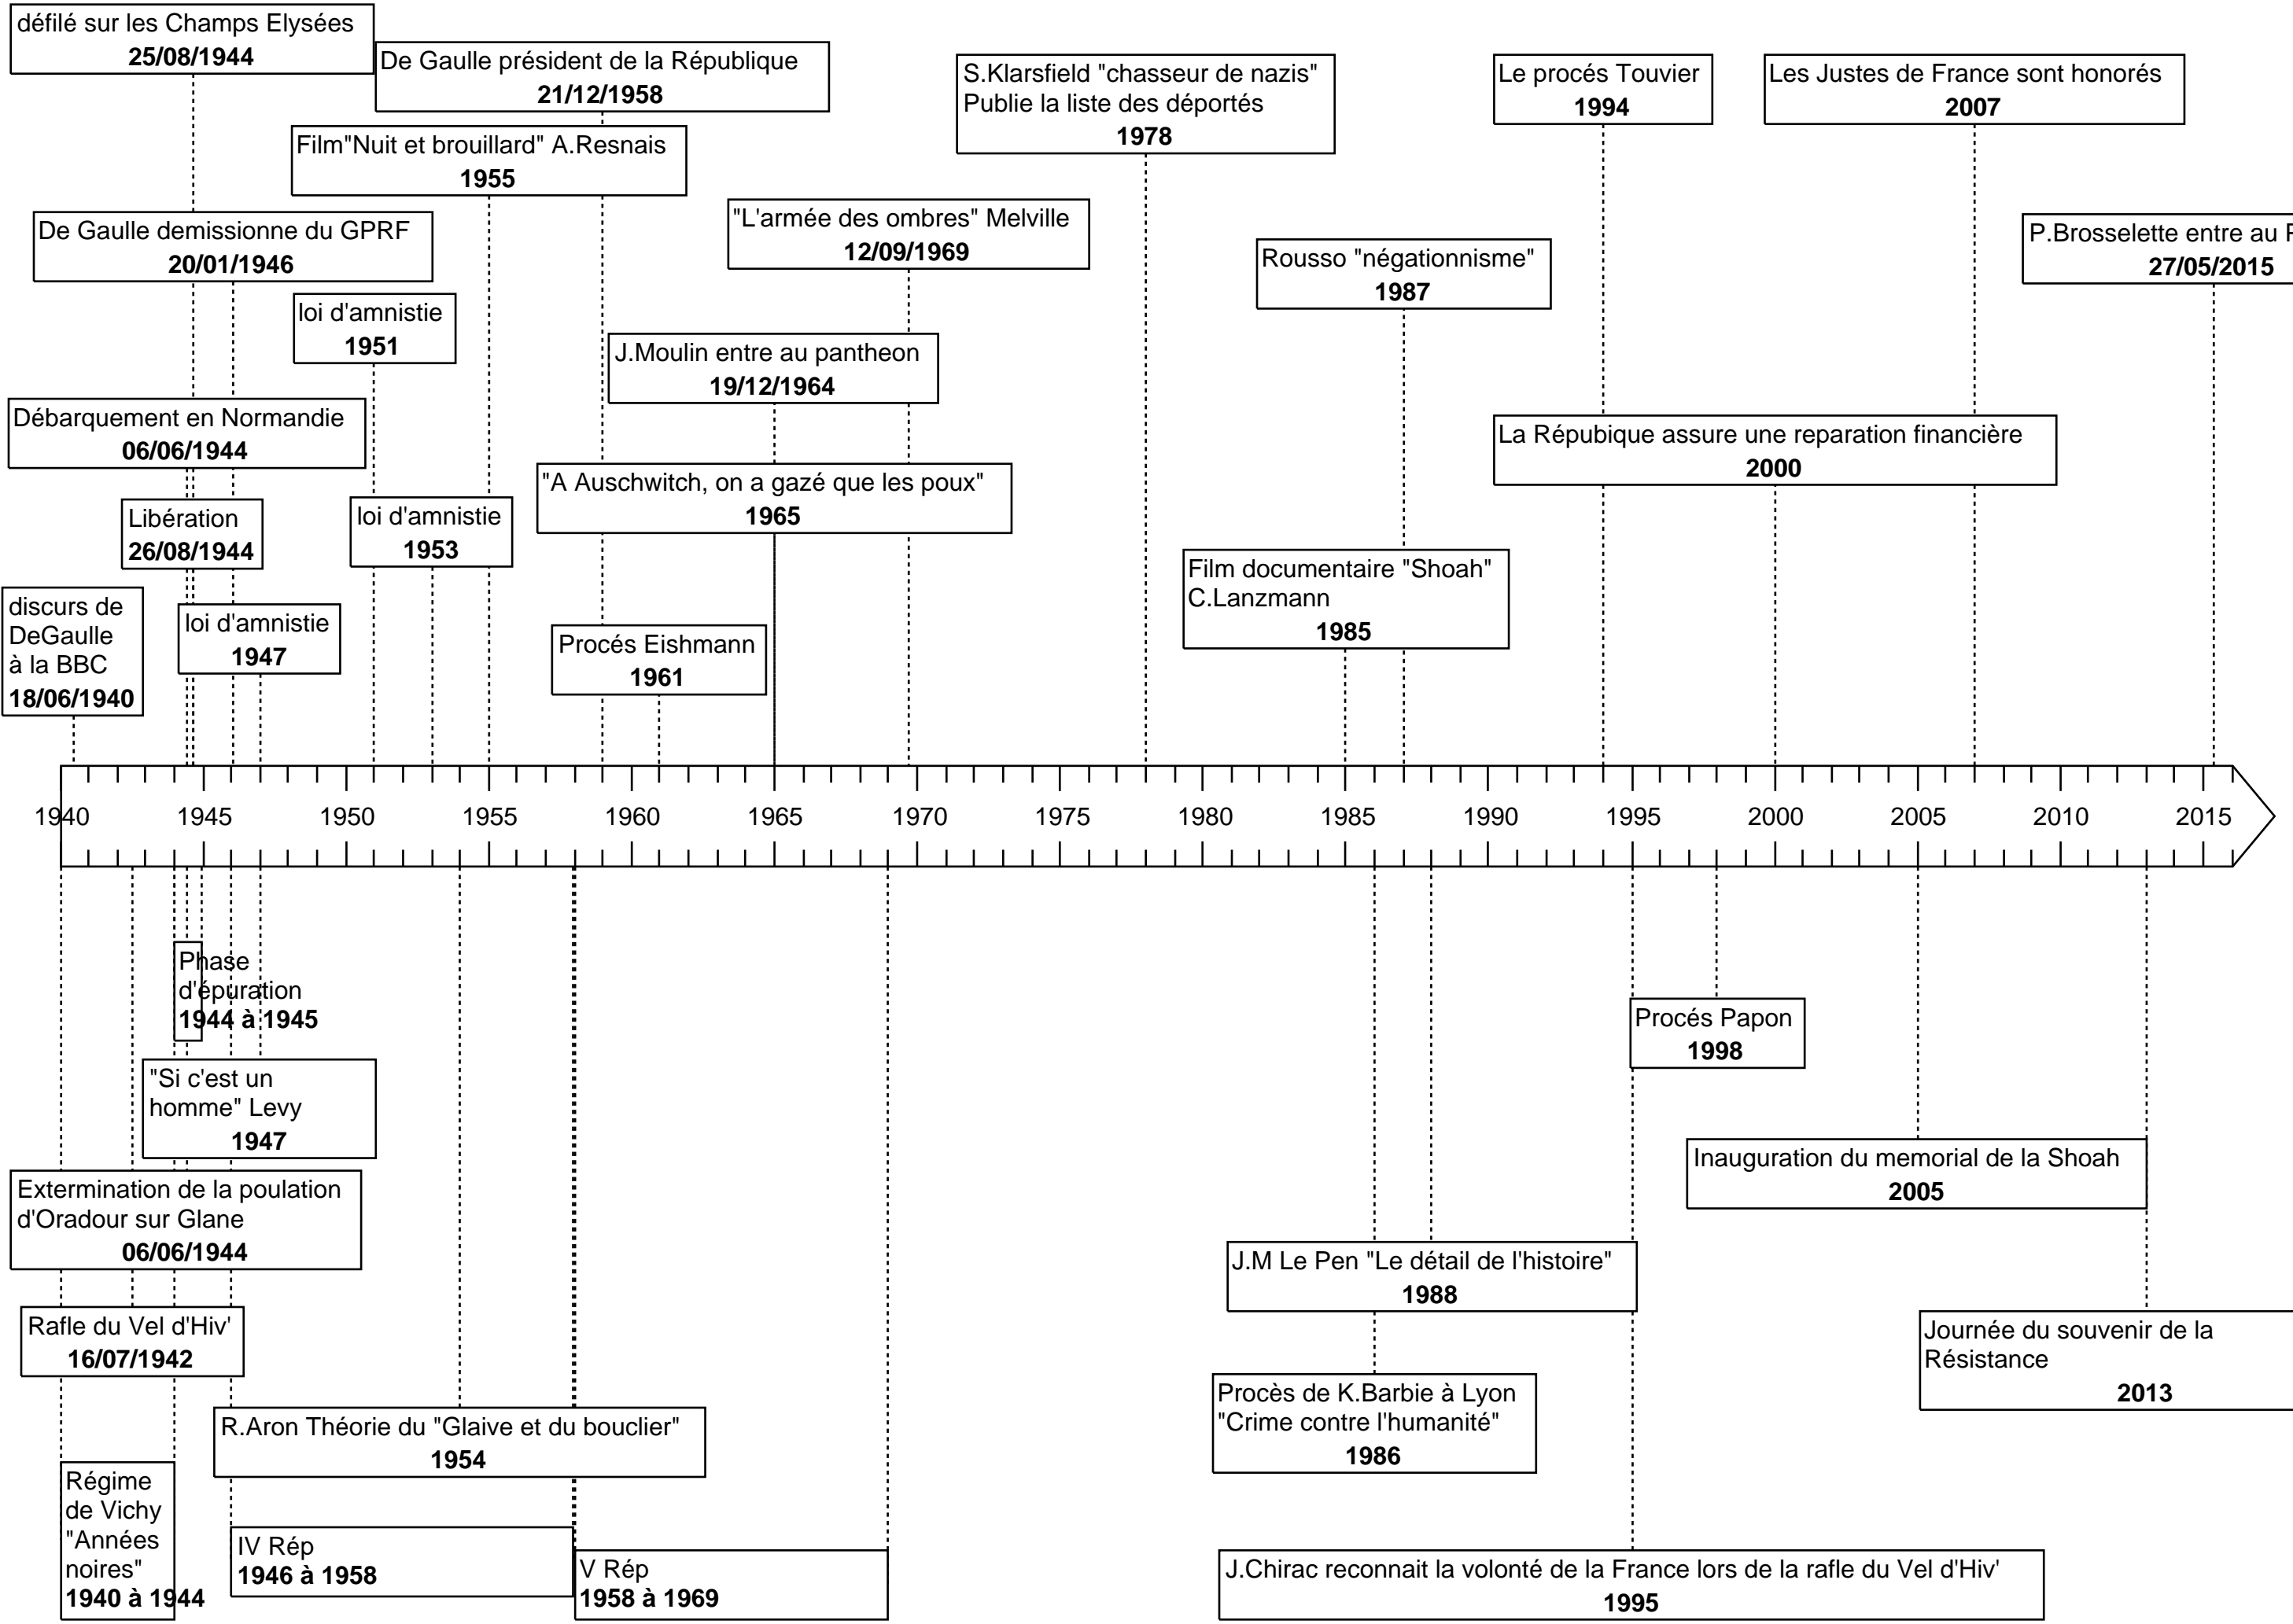 défilé sur les Champs Elysées
25/08/1944
De Gaulle président de la République
21/12/1958
S.Klarsfield "chasseur de nazis"
Publie la liste des déportés
1978
Le procés Touvier
1994
Les Justes de France sont honorés
2007
Film"Nuit et brouillard" A.Resnais
1955
"L'armée des ombres" Melville
12/09/1969
De Gaulle demissionne du GPRF
20/01/1946
P.Brosselette entre au
27/05/2015
Rousso "négationnisme"
1987
loi d'amnistie
1951
J.Moulin entre au pantheon
19/12/1964
Débarquement en Normandie
06/06/1944
La Répubique assure une reparation financière
2000
"A Auschwitch, on a gazé que les poux"
1965
Libération
26/08/1944
loi d'amnistie
1953
Film documentaire "Shoah"
C.Lanzmann
1985
discurs de
DeGaulle
à la BBC
18/06/1940
loi d'amnistie
1947
Procés Eishmann
1961
1940 1945 1950 1955 1960 1965 1970 1975 1980 1985 1990 1995 2000 2005 2010 2015
Phase
d'épuration
1944 à 1945
Procés Papon
1998
"Si c'est un
homme" Levy
1947
Inauguration du memorial de la Shoah
2005
Extermination de la poulation
d'Oradour sur Glane
06/06/1944
J.M Le Pen "Le détail de l'histoire"
1988
Rafle du Vel d'Hiv'
16/07/1942
Journée du souvenir de la
Résistance
2013
Procès de K.Barbie à Lyon
"Crime contre l'humanité"
1986
R.Aron Théorie du "Glaive et du bouclier"
1954
Régime
de Vichy
"Années
noires"
1940 à 1944
IV Rép
1946 à 1958
V Rép
1958 à 1969
J.Chirac reconnait la volonté de la France lors de la rafle du Vel d'Hiv'
1995